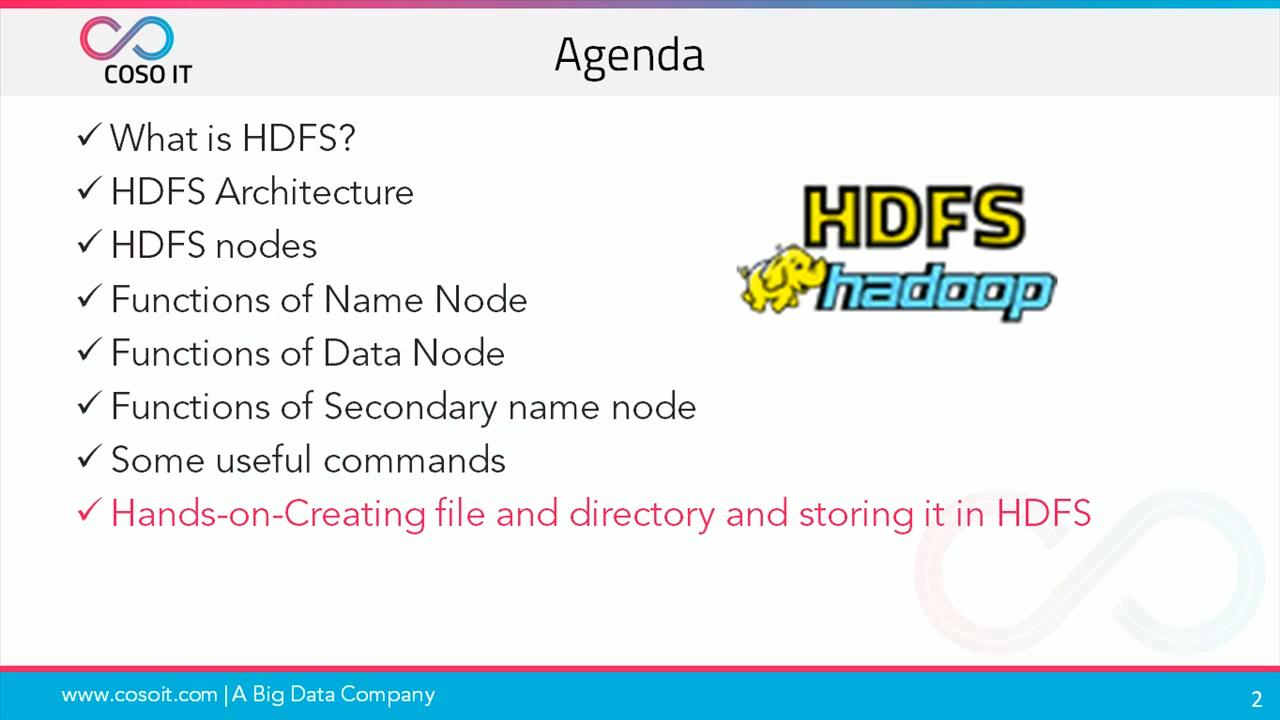 COSO IT
Agenda
✓ What is HDFS?
✓ HDFS Architecture
✓ HDFS nodes
✓ Functions of Name Node
✓ Functions of Data Node
✓ Functions of Secondary name node
✓ Some useful commands
✓ Hands-on-Creating file and directory and storing it in HDFS
HDFS
hadoop
www.cosoit.com | A Big Data Company
2